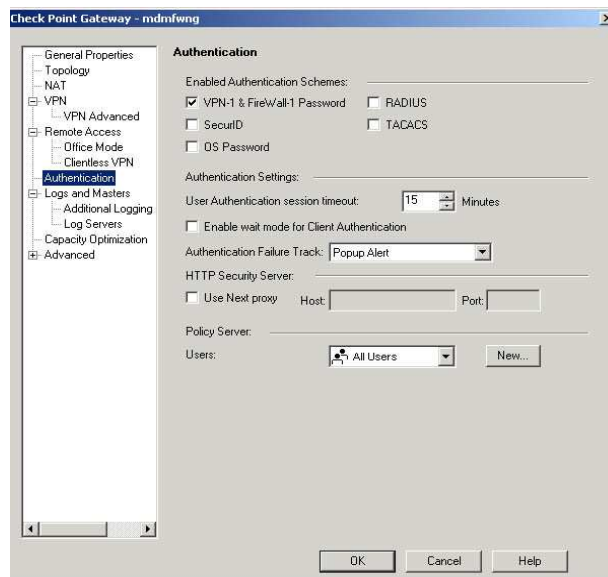 Check Point Gateway - mdmfwng
General Properties
Topology
NAT
VPN
VPN Advanced
Remote Access
Office Mode
Clientless VPN
Authentication
Logs and Masters
Additional Logging
Log Servers
Capacity Optimization
Advanced
Authentication
Enabled Authentication Schemes:
VPN-1 & FireWall-1 Password RADIUS
SecurID TACACS
OS Password
Authentication Settings:
User Authentication session timeout: 15 Minutes
Enable wait mode for Client Authentication
Authentication Failure Track: Popup Alert
HTTP Security Server:
Use Next proxy Host: Port:
Policy Server:
Users: All Users New...
OK Cancel Help